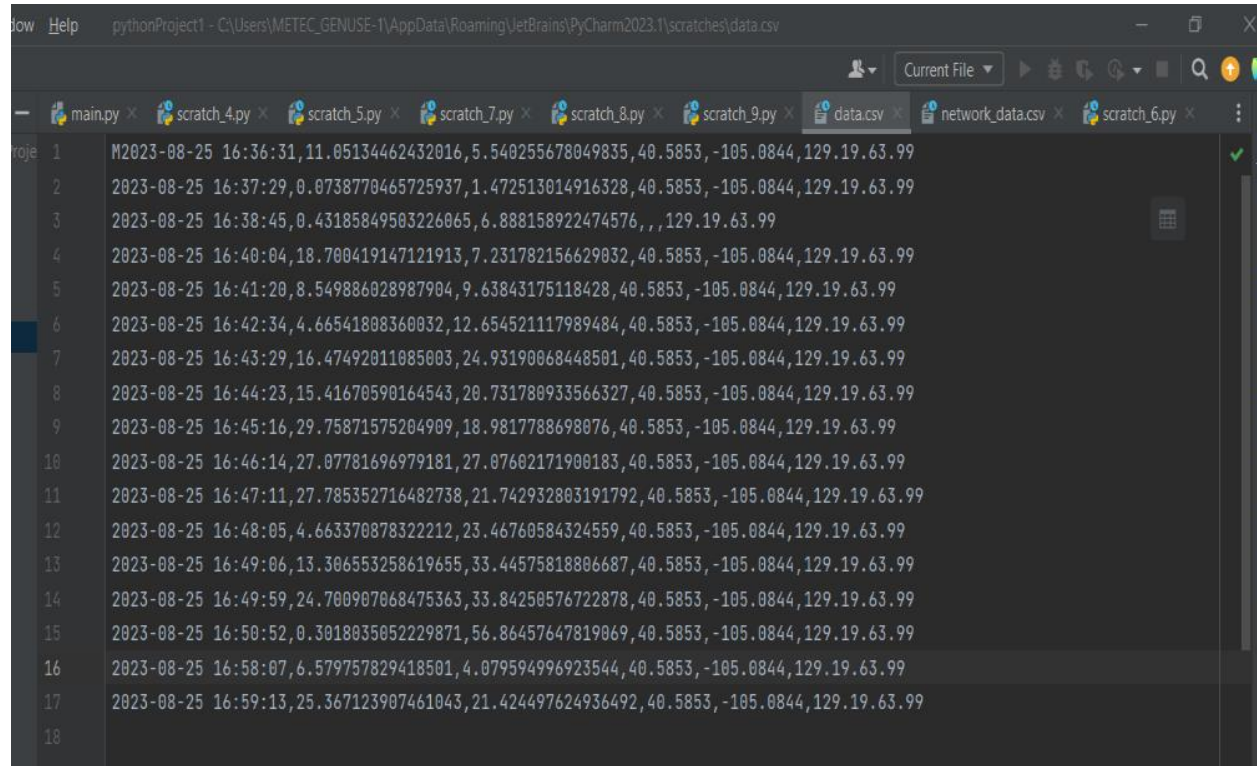 dow Help pythonProject1 - C:\Users\METEC_GENUSE-1\AppData\Roaming\JetBrains\PyCharm2023.1\scratches\data.csv
Current File
main.py scratch_4.py scratch_5.py scratch_7.py scratch_8.py scratch_9.py data.csv network_data.csv scratch_6.py
Proje 1 M2023-08-25 16:36:31,11.05134462432016,5.540255678049835,40.5853,-105.0844,129.19.63.99
2 2023-08-25 16:37:29,0.0738770465725937,1.472513014916328,40.5853,-105.0844,129.19.63.99
3 2023-08-25 16:38:45,0.43185849503226065,6.888158922474576,,,129.19.63.99
4 2023-08-25 16:40:04,18.700419147121913,7.231782156629032,40.5853,-105.0844,129.19.63.99
5 2023-08-25 16:41:20,8.549886028987904,9.63843175118428,40.5853,-105.0844,129.19.63.99
6 2023-08-25 16:42:34,4.66541808360032,12.654521117989484,40.5853,-105.0844,129.19.63.99
7 2023-08-25 16:43:29,16.47492011085003,24.93190068448501,40.5853,-105.0844,129.19.63.99
8 2023-08-25 16:44:23,15.41670590164543,20.731780933566327,40.5853,-105.0844,129.19.63.99
9 2023-08-25 16:45:16,29.75871575204909,18.9817788698076,40.5853,-105.0844,129.19.63.99
10 2023-08-25 16:46:14,27.07781696979181,27.07602171900183,40.5853,-105.0844,129.19.63.99
11 2023-08-25 16:47:11,27.785352716482738,21.742932803191792,40.5853,-105.0844,129.19.63.99
12 2023-08-25 16:48:05,4.663370878322212,23.46760584324559,40.5853,-105.0844,129.19.63.99
13 2023-08-25 16:49:06,13.306553258619655,33.44575818806687,40.5853,-105.0844,129.19.63.99
14 2023-08-25 16:49:59,24.700907068475363,33.84250576722878,40.5853,-105.0844,129.19.63.99
15 2023-08-25 16:50:52,0.3018035052229871,56.86457647819069,40.5853,-105.0844,129.19.63.99
16 2023-08-25 16:58:07,6.579757829418501,4.079594996923544,40.5853,-105.0844,129.19.63.99
17 2023-08-25 16:59:13,25.367123907461043,21.424497624936492,40.5853,-105.0844,129.19.63.99
18